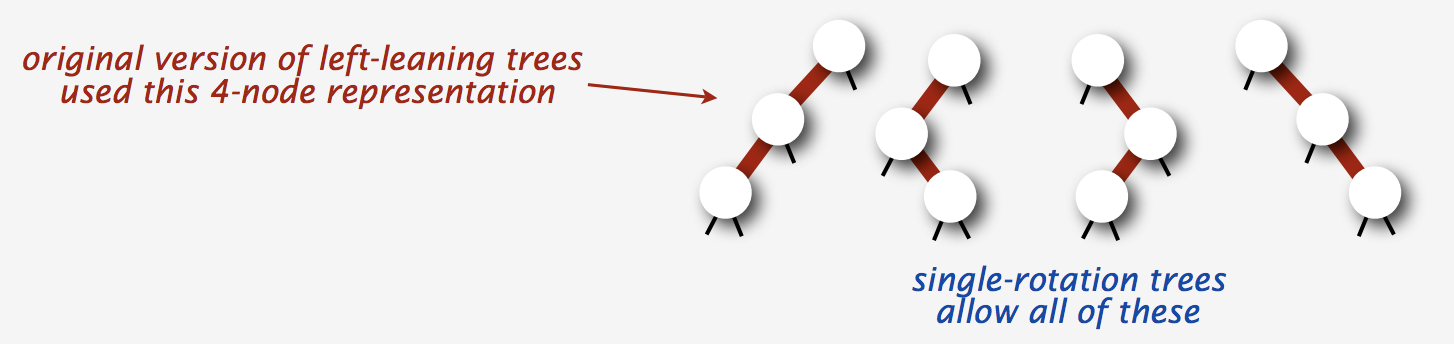 original version of left-leaning trees
used this 4-node representation
single-rotation trees
allow all of these